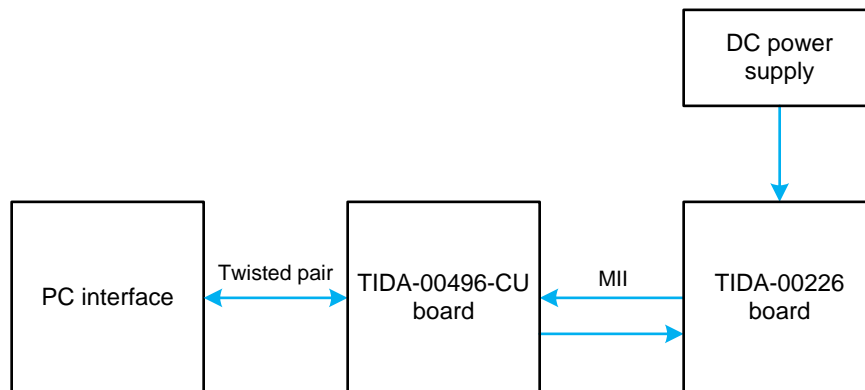 DC power
supply
PC interface
Twisted pair
TIDA-00496-CU
board
MII
TIDA-00226
board